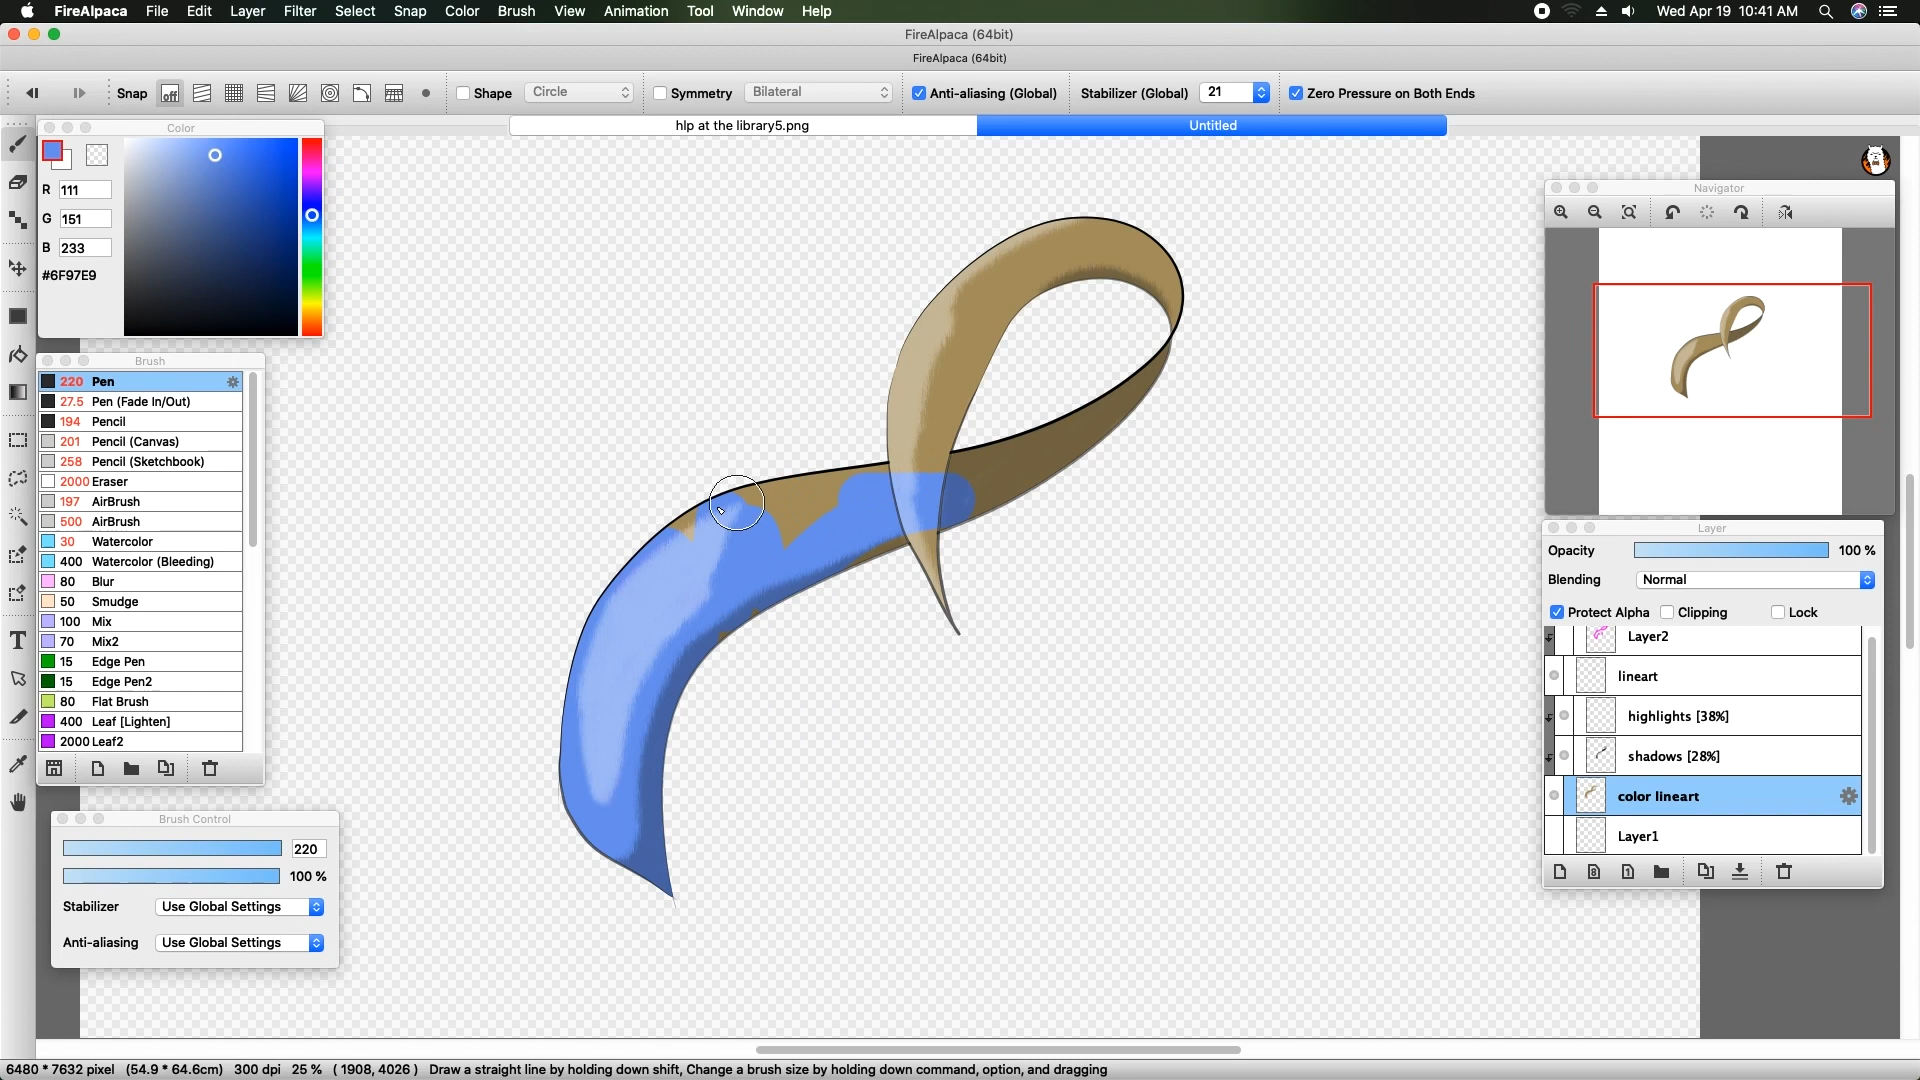 FireAlpaca File Edit Layer Filter Select Snap Color Brush View Animation Tool Window Help Wed Apr 19 10:41 AM
FireAlpaca (64bit)
FireAlpaca (64bit)
Snap off Shape Circle Symmetry Bilateral Anti-aliasing (Global) Stabilizer (Global) 21 Zero Pressure on Both Ends
hlp at the library5.png Untitled
Color
R 111
G 151
B 233
#6F97E9
Brush
220 Pen
27.5 Pen (Fade In/Out)
194 Pencil
201 Pencil (Canvas)
258 Pencil (Sketchbook)
2000 Eraser
197 AirBrush
500 AirBrush
30 Watercolor
400 Watercolor (Bleeding)
80 Blur
50 Smudge
100 Mix
70 Mix2
15 Edge Pen
15 Edge Pen2
80 Flat Brush
400 Leaf [Lighten]
2000 Leaf2
Brush Control
220
100 %
Stabilizer Use Global Settings
Anti-aliasing Use Global Settings
Navigator
Layer
Opacity 100 %
Blending Normal
Protect Alpha Clipping Lock
Layer2
lineart
highlights [38%]
shadows [28%]
color lineart
Layer1
8 1
T
6480 * 7632 pixel (54.9 * 64.6cm) 300 dpi 25 % ( 1908, 4026 ) Draw a straight line by holding down shift, Change a brush size by holding down command, option, and dragging